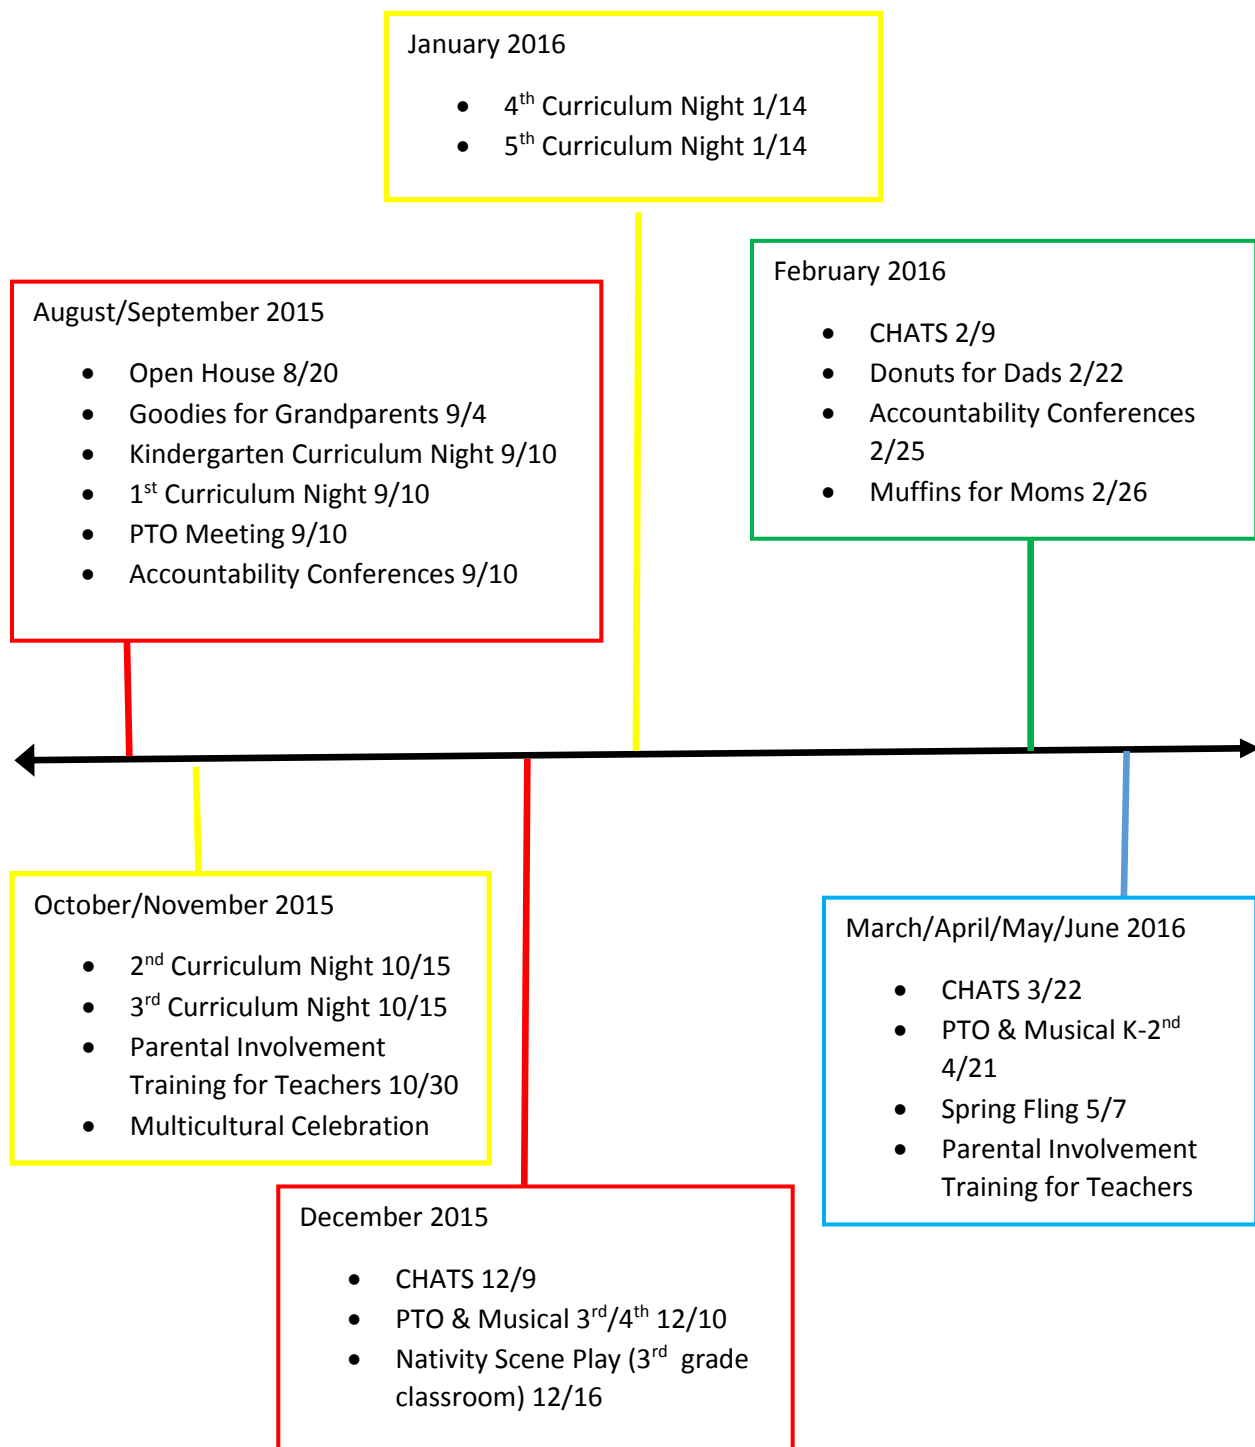 January 2016
• 4th Curriculum Night 1/14
• 5th Curriculum Night 1/14
February 2016
• CHATS 2/9
• Donuts for Dads 2/22
• Accountability Conferences
2/25
• Muffins for Moms 2/26
August/September 2015
• Open House 8/20
• Goodies for Grandparents 9/4
• Kindergarten Curriculum Night 9/10
• 1st Curriculum Night 9/10
• PTO Meeting 9/10
• Accountability Conferences 9/10
October/November 2015
• 2nd Curriculum Night 10/15
• 3rd Curriculum Night 10/15
• Parental Involvement
Training for Teachers 10/30
• Multicultural Celebration
March/April/May/June 2016
• CHATS 3/22
• PTO & Musical K-2nd
4/21
• Spring Fling 5/7
• Parental Involvement
Training for Teachers
December 2015
• CHATS 12/9
• PTO & Musical 3rd/4th 12/10
• Nativity Scene Play (3rd grade
classroom) 12/16